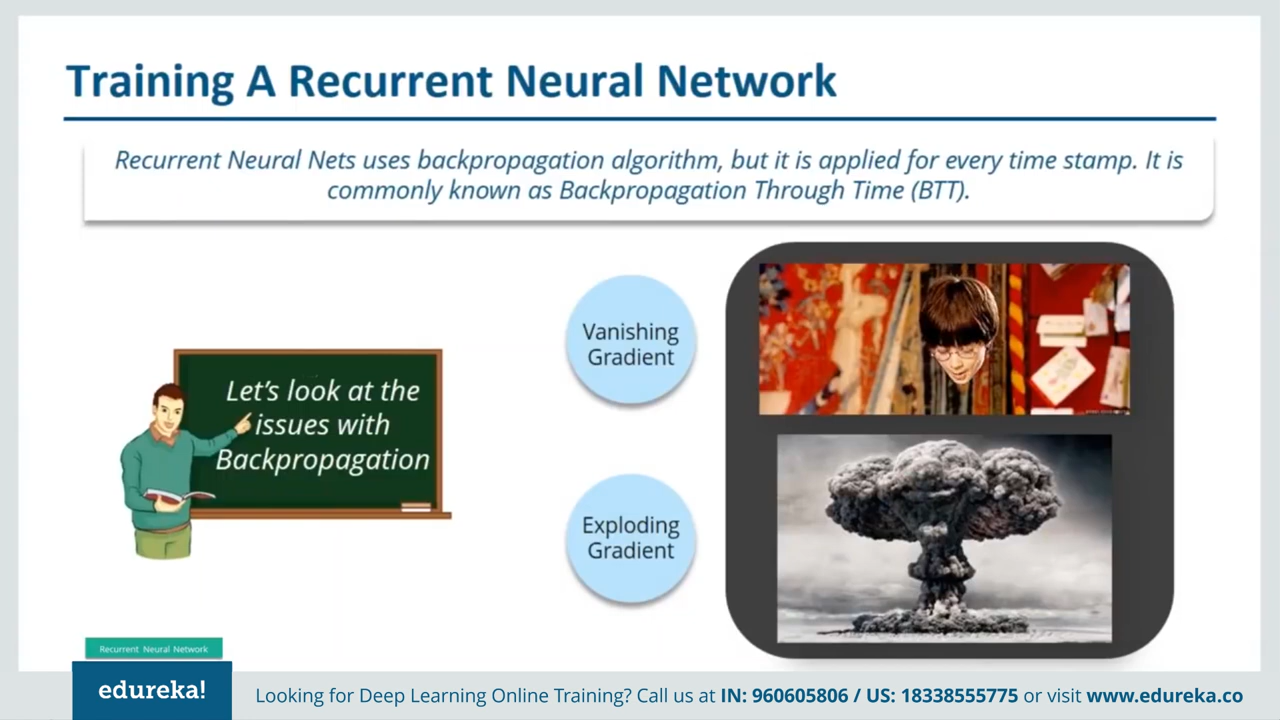 Training A Recurrent Neural Network
Recurrent Neural Nets uses backpropagation algorithm, but it is applied for every time stamp. It is
commonly known as Backpropagation Through Time (BTT).
Vanishing
Gradient
Let's look at the
issues with
Backpropagation
Exploding
Gradient
Recurrent Neural Network
edureka!
Looking for Deep Learning Online Training? Call us at IN: 960605806 / US: 18338555775 or visit www.edureka.co